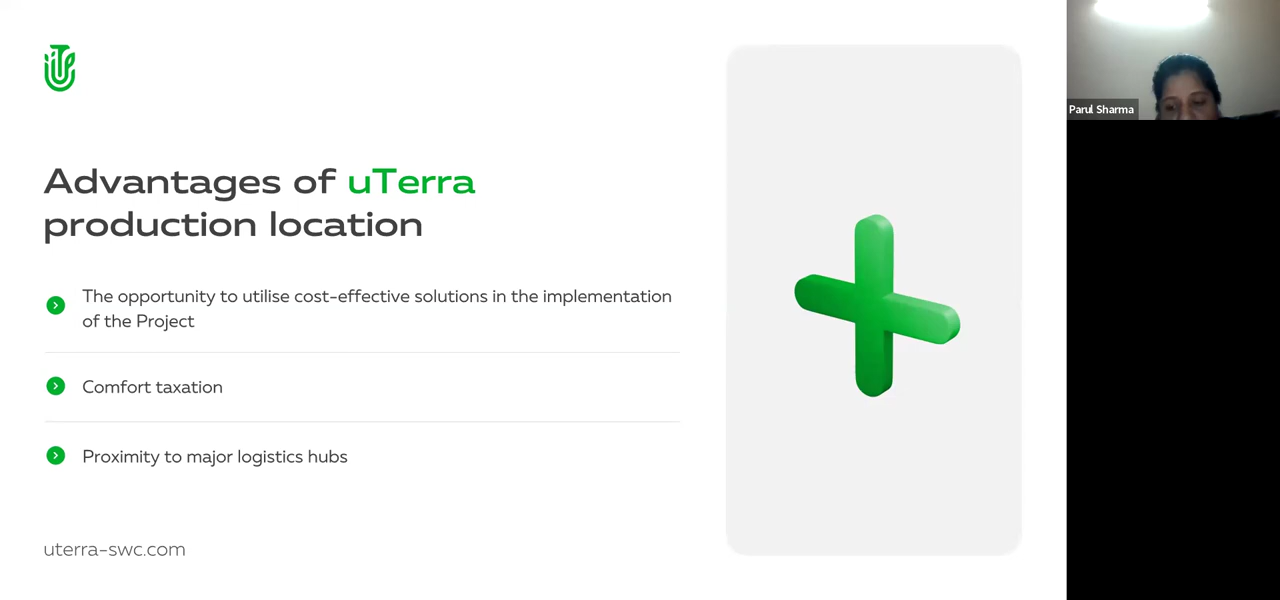 Advantages of uTerra
production location
The opportunity to utilise cost-effective solutions in the implementation
of the Project
Comfort taxation
Proximity to major logistics hubs
uterra-swc.com
Parul Sharma